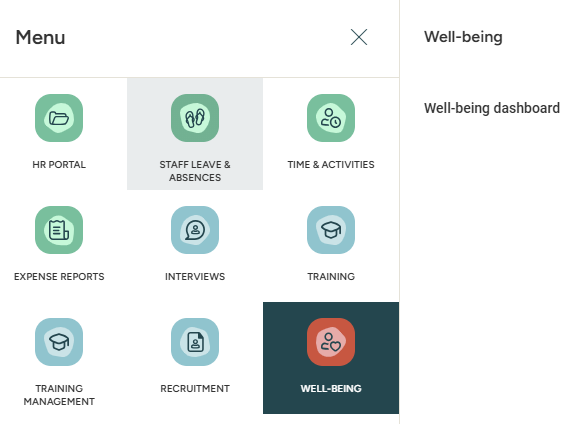 Menu
Well-being
Well-being dashboard
HR PORTAL
STAFF LEAVE &
ABSENCES
TIME & ACTIVITIES
EXPENSE REPORTS
INTERVIEWS
TRAINING
TRAINING
MANAGEMENT
RECRUITMENT
WELL-BEING